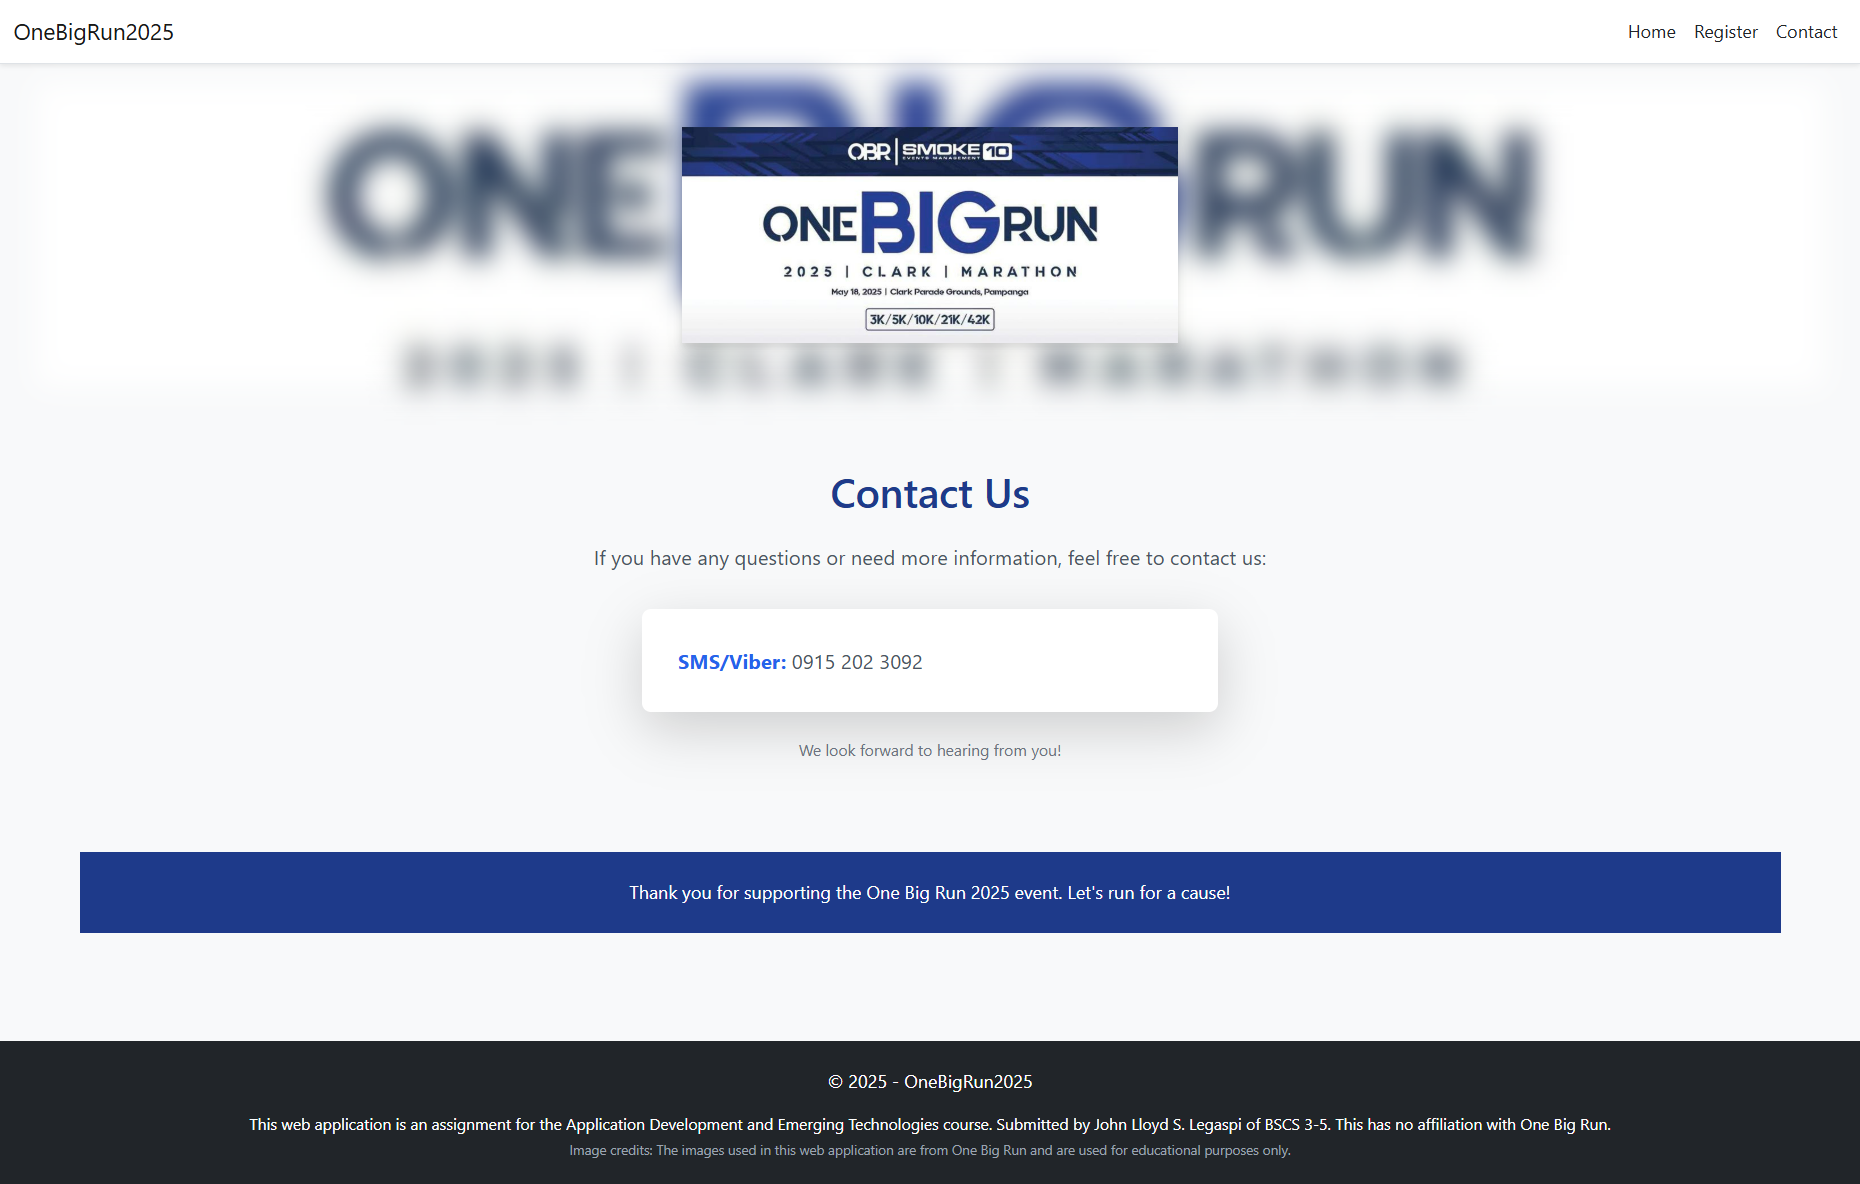 OneBigRun2025
Home Register Contact
ONE BIG RUN
OBR | SMOKE 10
EVENTS MANAGEMENT
ONEBIGRUN
2025 | CLARK | MARATHON
May 18, 2025 | Clark Parade Grounds, Pampanga
3K/5K/10K/21K/42K
2025 | CLARK | MARATHON
Contact Us
If you have any questions or need more information, feel free to contact us:
SMS/Viber: 0915 202 3092
We look forward to hearing from you!
Thank you for supporting the One Big Run 2025 event. Let's run for a cause!
© 2025 - OneBigRun2025
This web application is an assignment for the Application Development and Emerging Technologies course. Submitted by John Lloyd S. Legaspi of BSCS 3-5. This has no affiliation with One Big Run.
Image credits: The images used in this web application are from One Big Run and are used for educational purposes only.